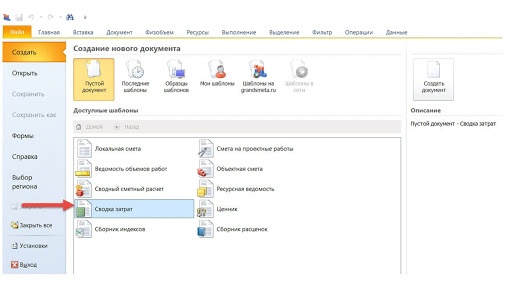 Файл Главная Вставка Документ Физобъем Ресурсы Выполнение Выделение Фильтр Операции Данные
Создать
Открыть
Сохранить
Сохранить как
Формы
Справка
Выбор
региона
Закрыть все
Установки
Выход
Создание нового документа
Пустой
документ
Последние
шаблоны
Образцы
шаблонов
Мои шаблоны
Шаблоны на
grandsmeta.ru
Шаблоны в
сети
Доступные шаблоны
Домой Назад
Локальная смета Смета на проектные работы
Ведомость объемов работ Объектная смета
Сводный сметный расчет Ресурсная ведомость
Сводка затрат Ценник
Сборник индексов Сборник расценок
Создать
документ
Описание
Пустой документ - Сводка затрат